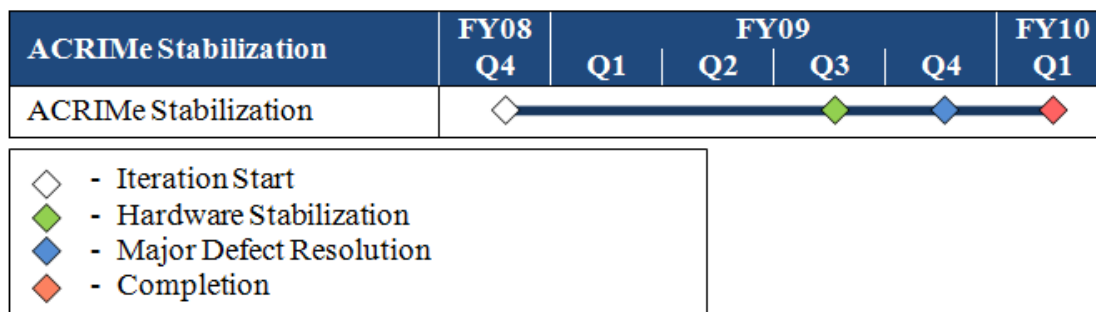 ACRIMe Stabilization
FY08 FY09 FY10
Q4 Q1 Q2 Q3 Q4 Q1
ACRIMe Stabilization
- Iteration Start
- Hardware Stabilization
- Major Defect Resolution
- Completion